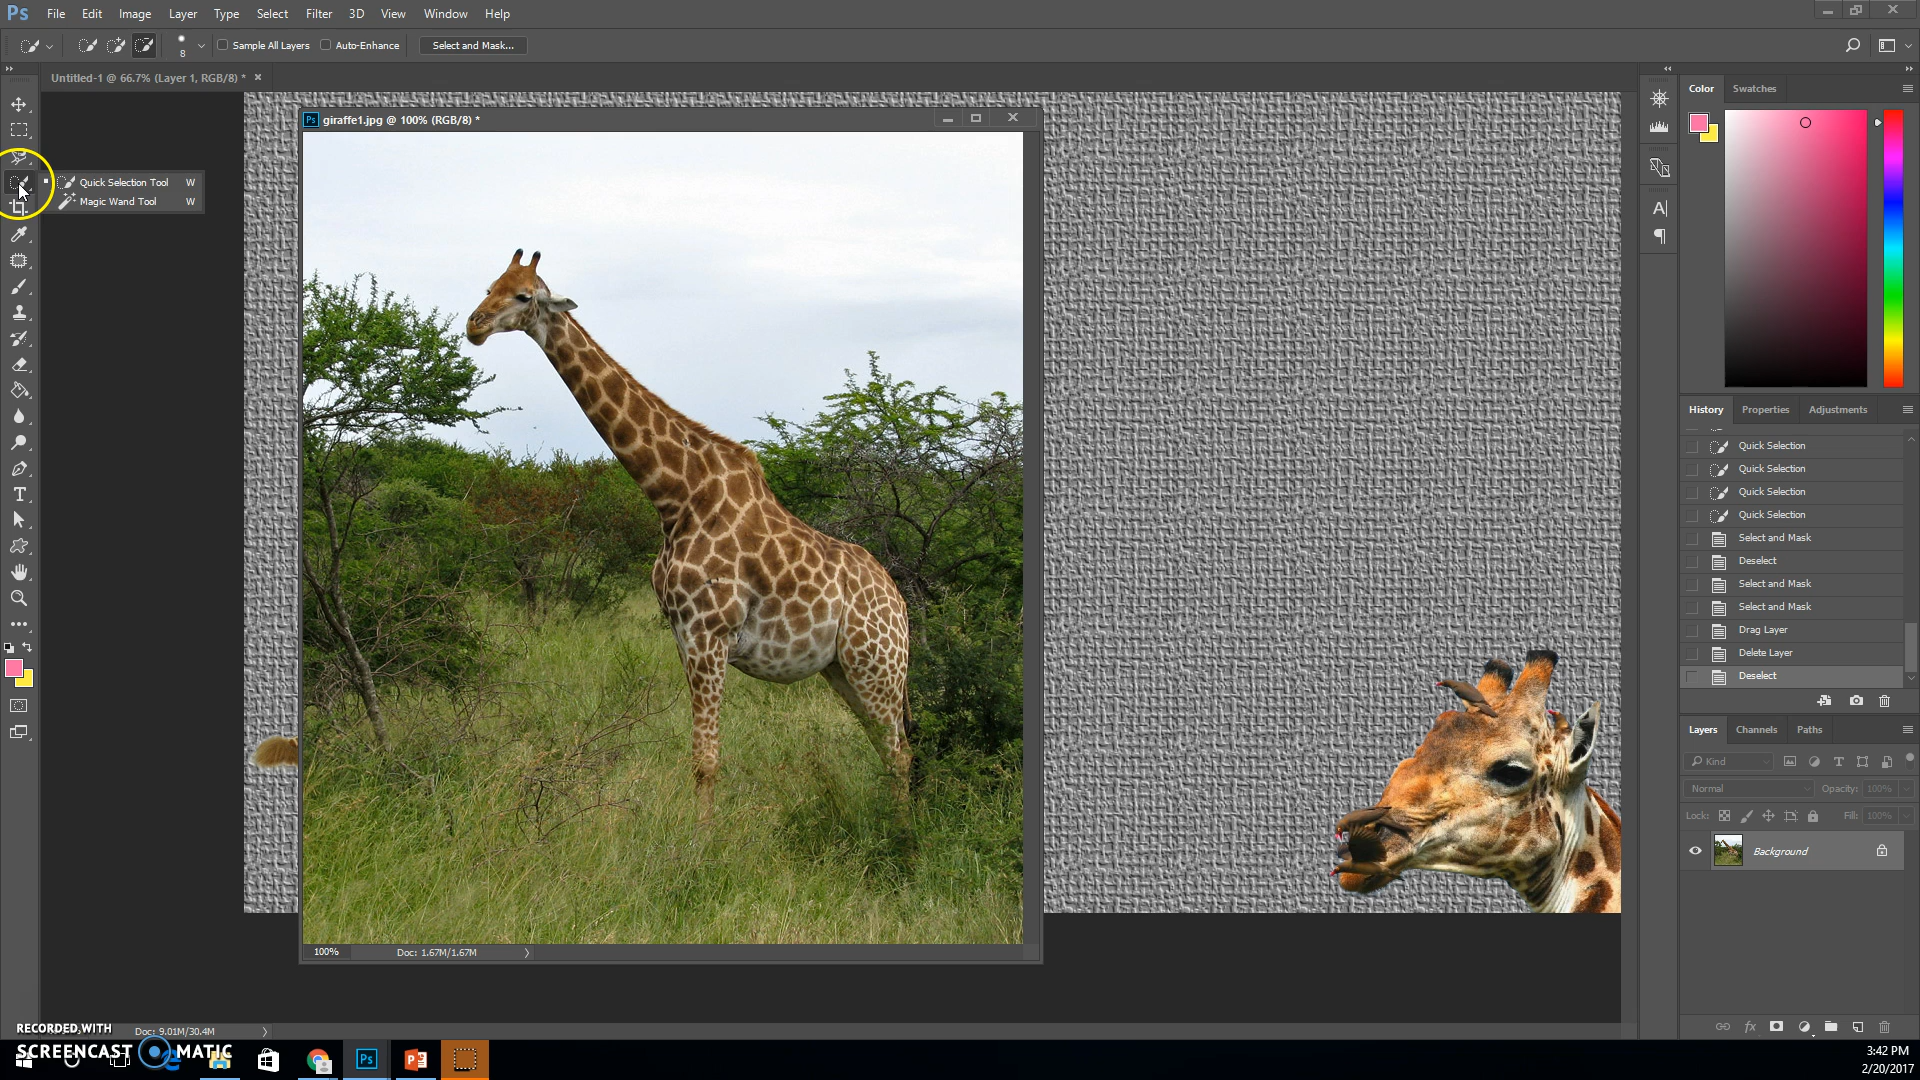 Ps File Edit Image Layer Type Select Filter 3D View Window Help
8 Sample All Layers Auto-Enhance Select and Mask...
Untitled-1 @ 66.7% (Layer 1, RGB/8) * ×
Color Swatches
Ps giraffe1.jpg @ 100% (RGB/8) *
Quick Selection Tool W
Magic Wand Tool W
History Properties Adjustments
Quick Selection
Quick Selection
Quick Selection
Quick Selection
Select and Mask
Deselect
Select and Mask
Select and Mask
Drag Layer
Delete Layer
Deselect
Layers Channels Paths
Kind
Normal Opacity: 100%
Lock: Fill: 100%
Background
100% Doc: 1.67M/1.67M
Doc: 9.01M/30.4M
RECORDED WITH
SCREENCAST MATIC
Ps
3:42 PM
2/20/2017